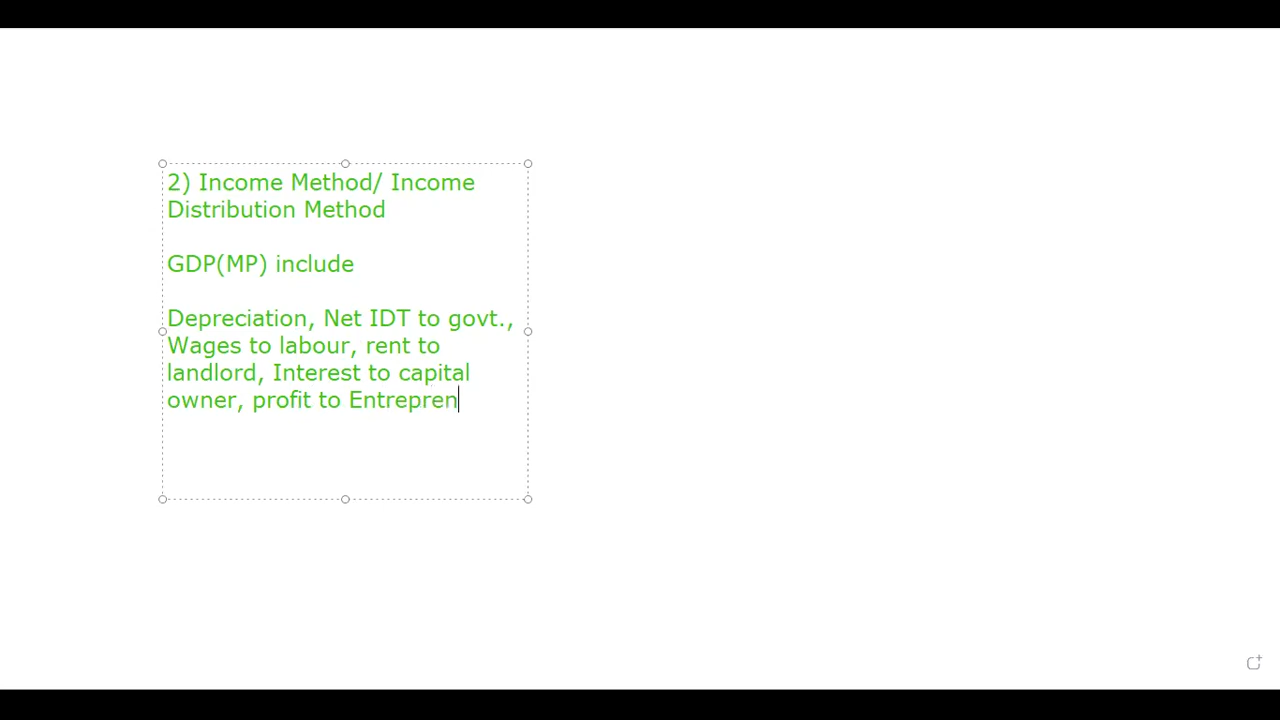 2) Income Method/ Income
Distribution Method
GDP(MP) include
Depreciation, Net IDT to govt.,
Wages to labour, rent to
landlord, Interest to capital
owner, profit to Entrepren